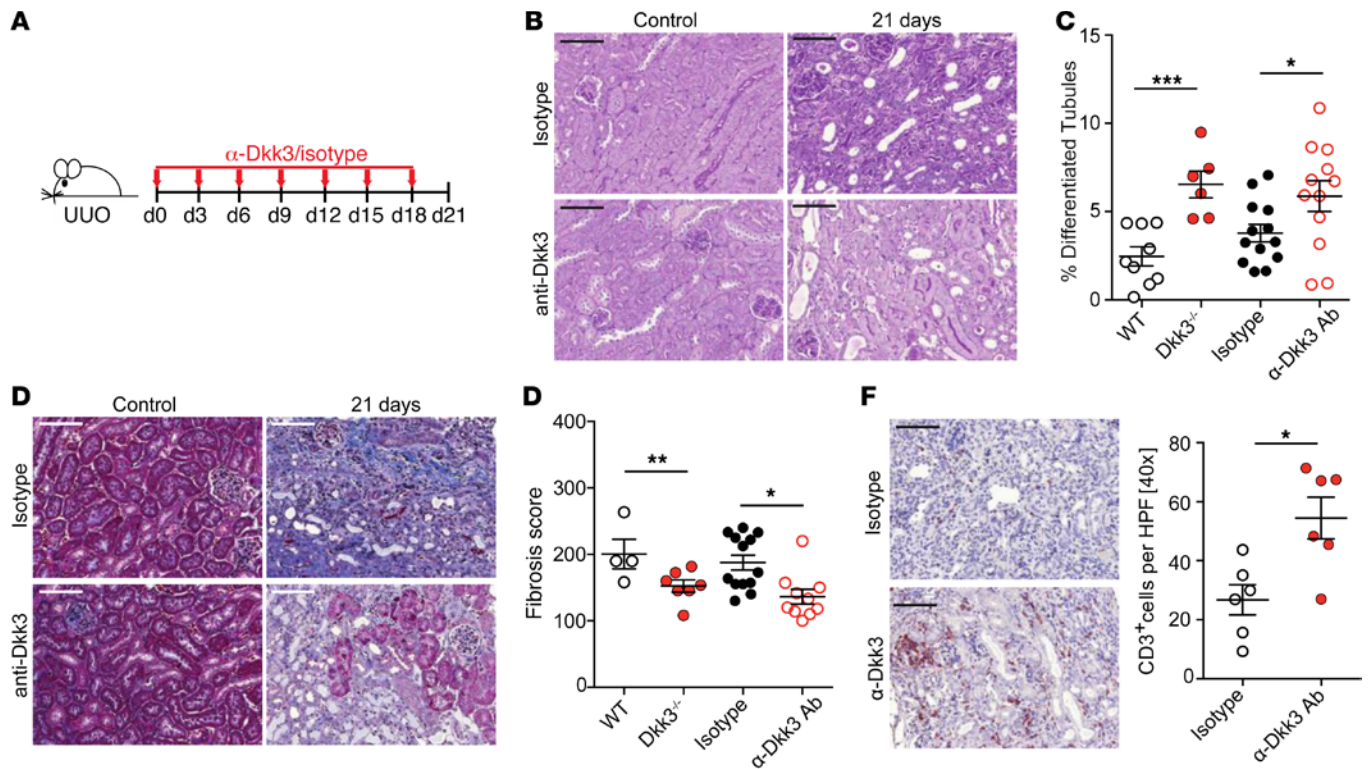 A
α-Dkk3/isotype
UUO
d0 d3 d6 d9 d12 d15 d18 d21
B
Control 21 days
Isotype
anti-Dkk3
C
15
10
5
0
% Differentiated Tubules
***
*
WT
Dkk3-/-
Isotype
α-Dkk3 Ab
D
Control 21 days
Isotype
anti-Dkk3
D
400
300
200
100
0
Fibrosis score
**
*
WT
Dkk3-/-
Isotype
α-Dkk3 Ab
F
Isotype
α-Dkk3
80
60
40
20
0
CD3+cells per HPF [40x]
*
Isotype
α-Dkk3 Ab